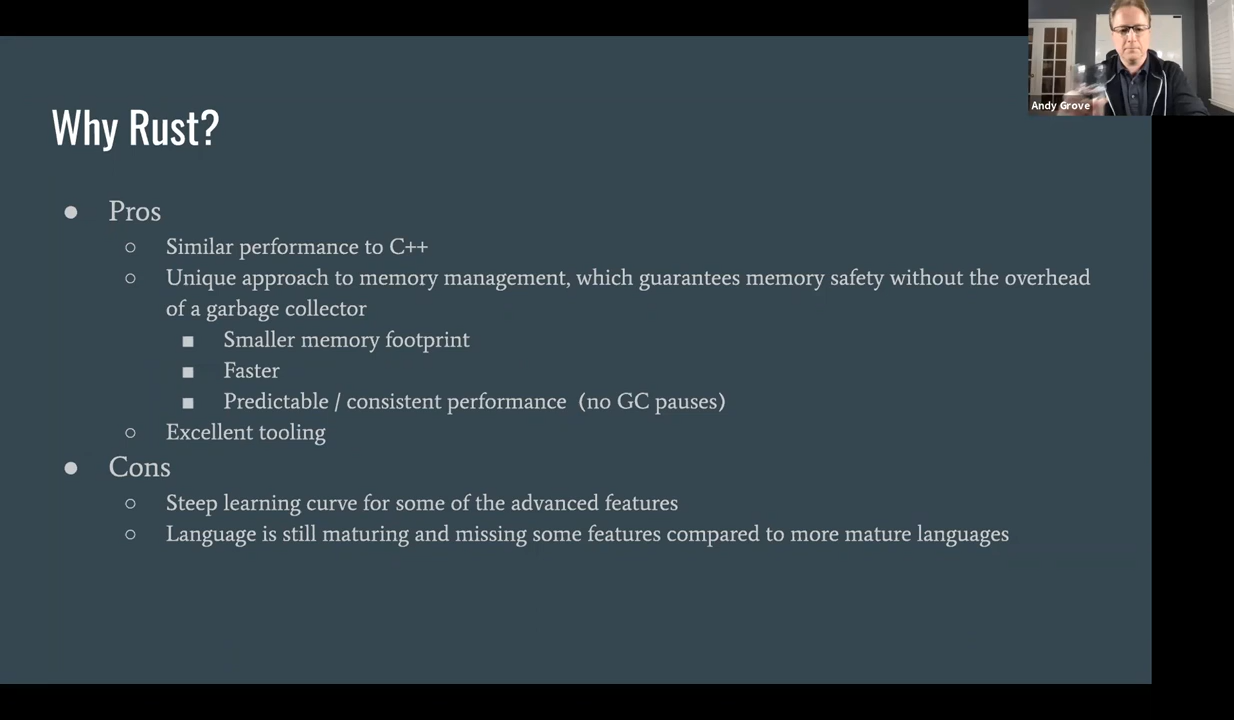 Andy Grove
Why Rust?
● Pros
○ Similar performance to C++
○ Unique approach to memory management, which guarantees memory safety without the overhead
of a garbage collector
■ Smaller memory footprint
■ Faster
■ Predictable / consistent performance (no GC pauses)
○ Excellent tooling
● Cons
○ Steep learning curve for some of the advanced features
○ Language is still maturing and missing some features compared to more mature languages